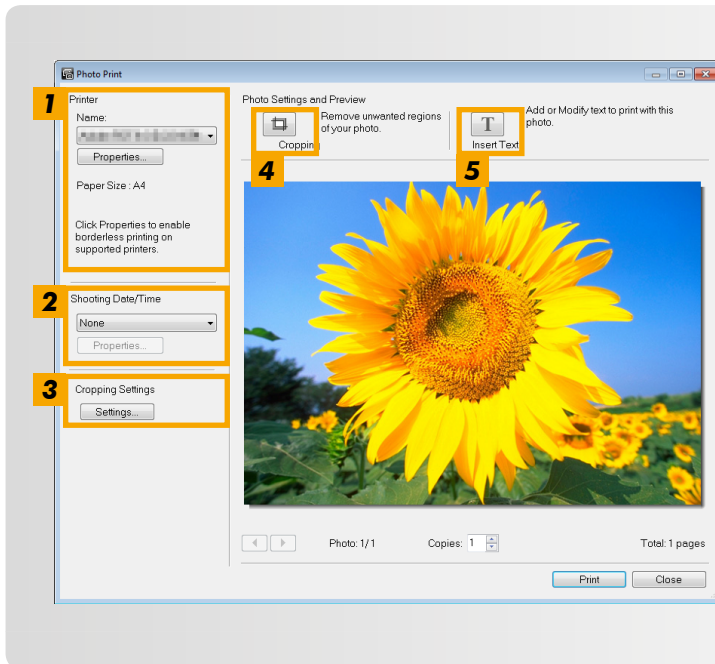 Photo Print
1
Printer
Name:
Properties...
Paper Size : A4
Click Properties to enable
borderless printing on
supported printers.
2
Shooting Date/Time
None
Properties...
3
Cropping Settings
Settings...
Photo Settings and Preview
Remove unwanted regions
of your photo.
Cropping
4
T
Add or Modify text to print with this
photo.
Insert Text
5
Photo: 1/1
Copies: 1
Total: 1 pages
Print
Close